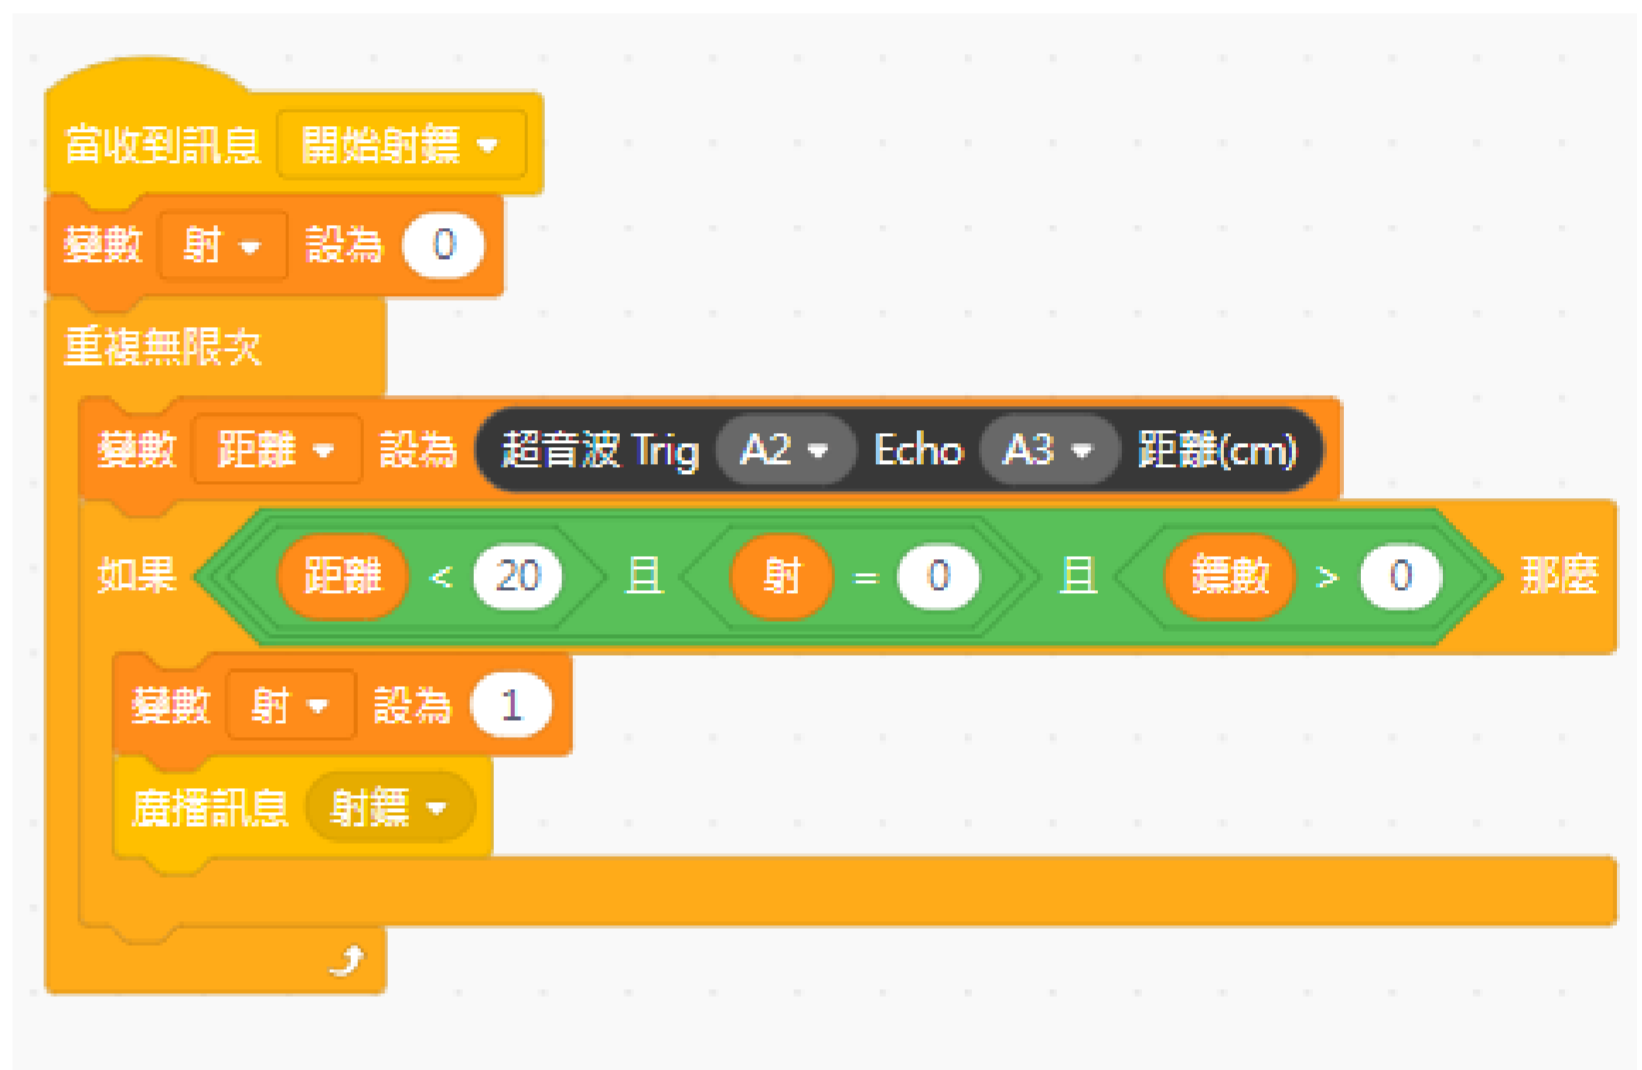 當收到訊息 開始射鏢
變數 射 設為 0
重複無限次
變數 距離 設為 超音波 Trig A2 Echo A3 距離(cm)
如果 距離 < 20 且 射 = 0 且 鏢數 > 0 那麼
變數 射 設為 1
廣播訊息 射鏢